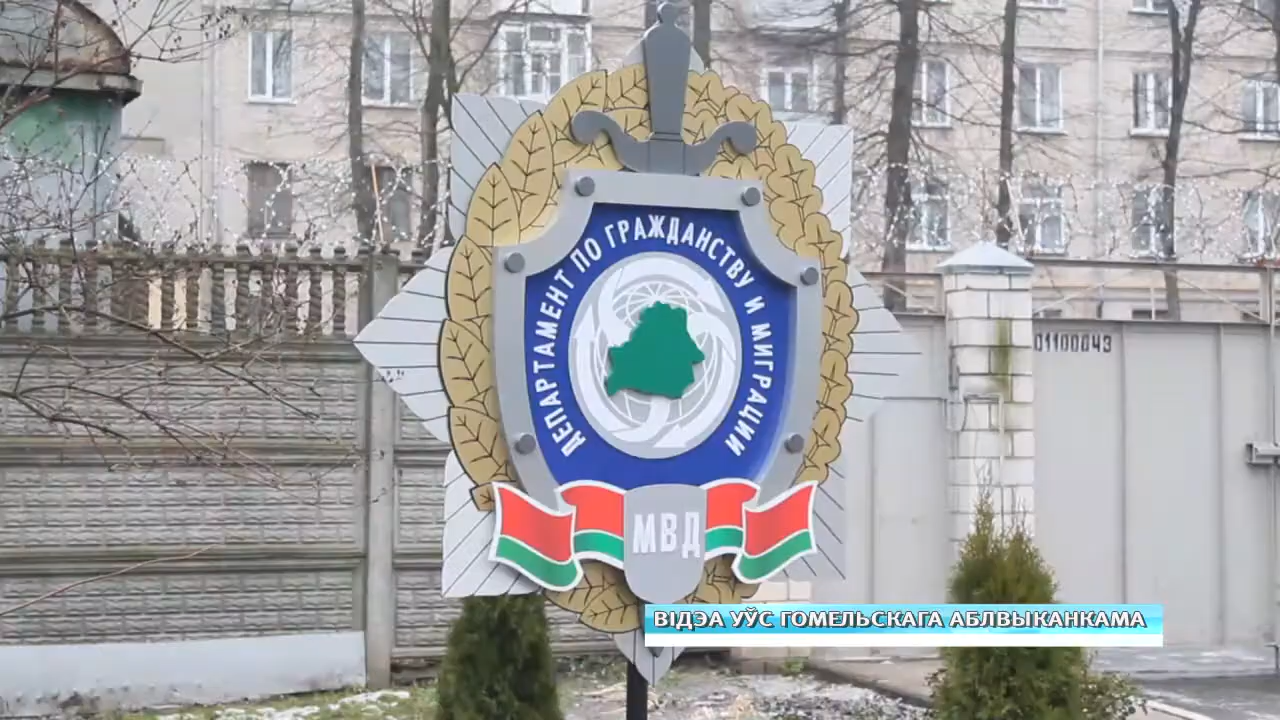 ДЕПАРТАМЕНТ ПО ГРАЖДАНСТВУ И МИГРАЦИИ
01100043
МВД
ВІДЭА УЎС ГОМЕЛЬСКАГА АБЛВЫКАНКАМА